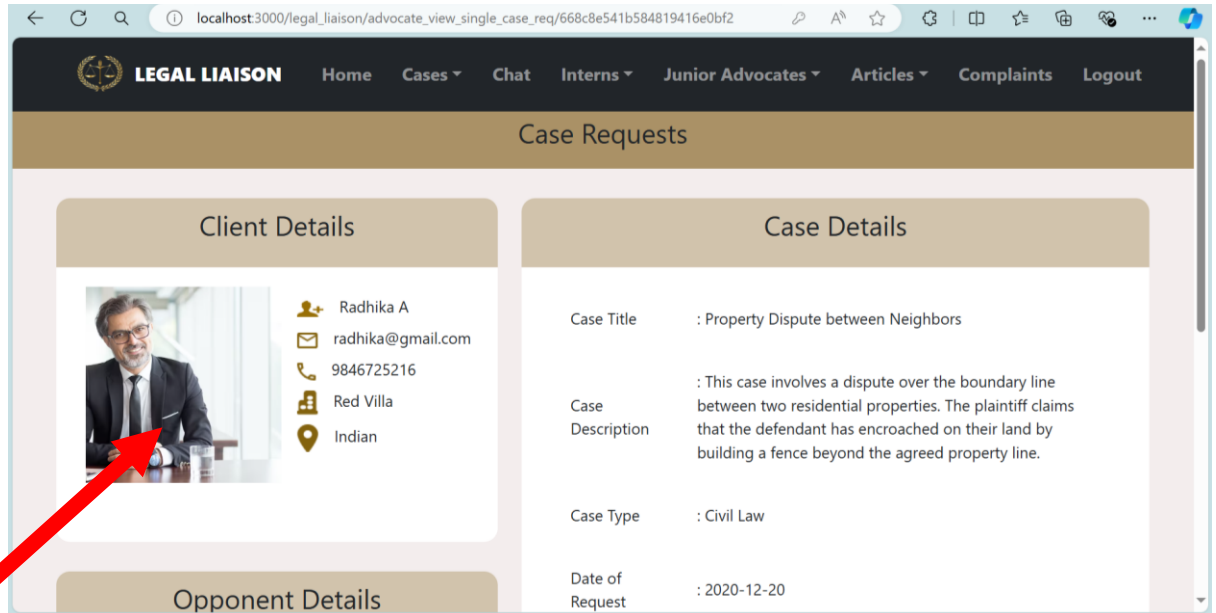 localhost:3000/legal_liaison/advocate_view_single_case_req/668c8e541b584819416e0bf2
LEGAL LIAISON Home Cases Chat Interns Junior Advocates Articles Complaints Logout
Case Requests
Client Details
Radhika A
radhika@gmail.com
9846725216
Red Villa
Indian
Opponent Details
Case Details
Case Title : Property Dispute between Neighbors
: This case involves a dispute over the boundary line
Case between two residential properties. The plaintiff claims
Description that the defendant has encroached on their land by
building a fence beyond the agreed property line.
Case Type : Civil Law
Date of
Request : 2020-12-20